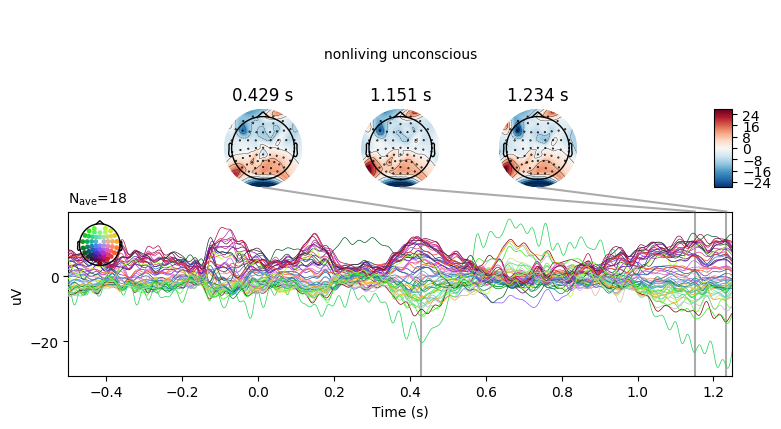 nonliving unconscious
0.429 s 1.151 s 1.234 s
24
16
8
0
−8
−16
−24
Nave=18
0
−20
uV
−0.4 −0.2 0.0 0.2 0.4 0.6 0.8 1.0 1.2
Time (s)